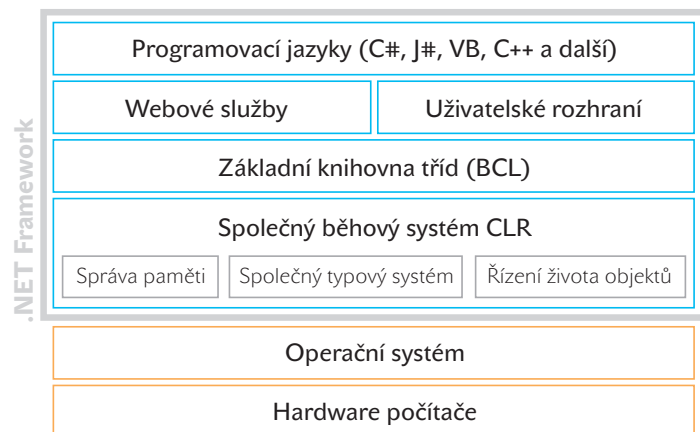 .NET Framework
Programovací jazyky (C#, J#, VB, C++ a další)
Webové služby
Uživatelské rozhraní
Základní knihovna tříd (BCL)
Společný běhový systém CLR
Správa paměti
Společný typový systém
Řízení života objektů
Operační systém
Hardware počítače